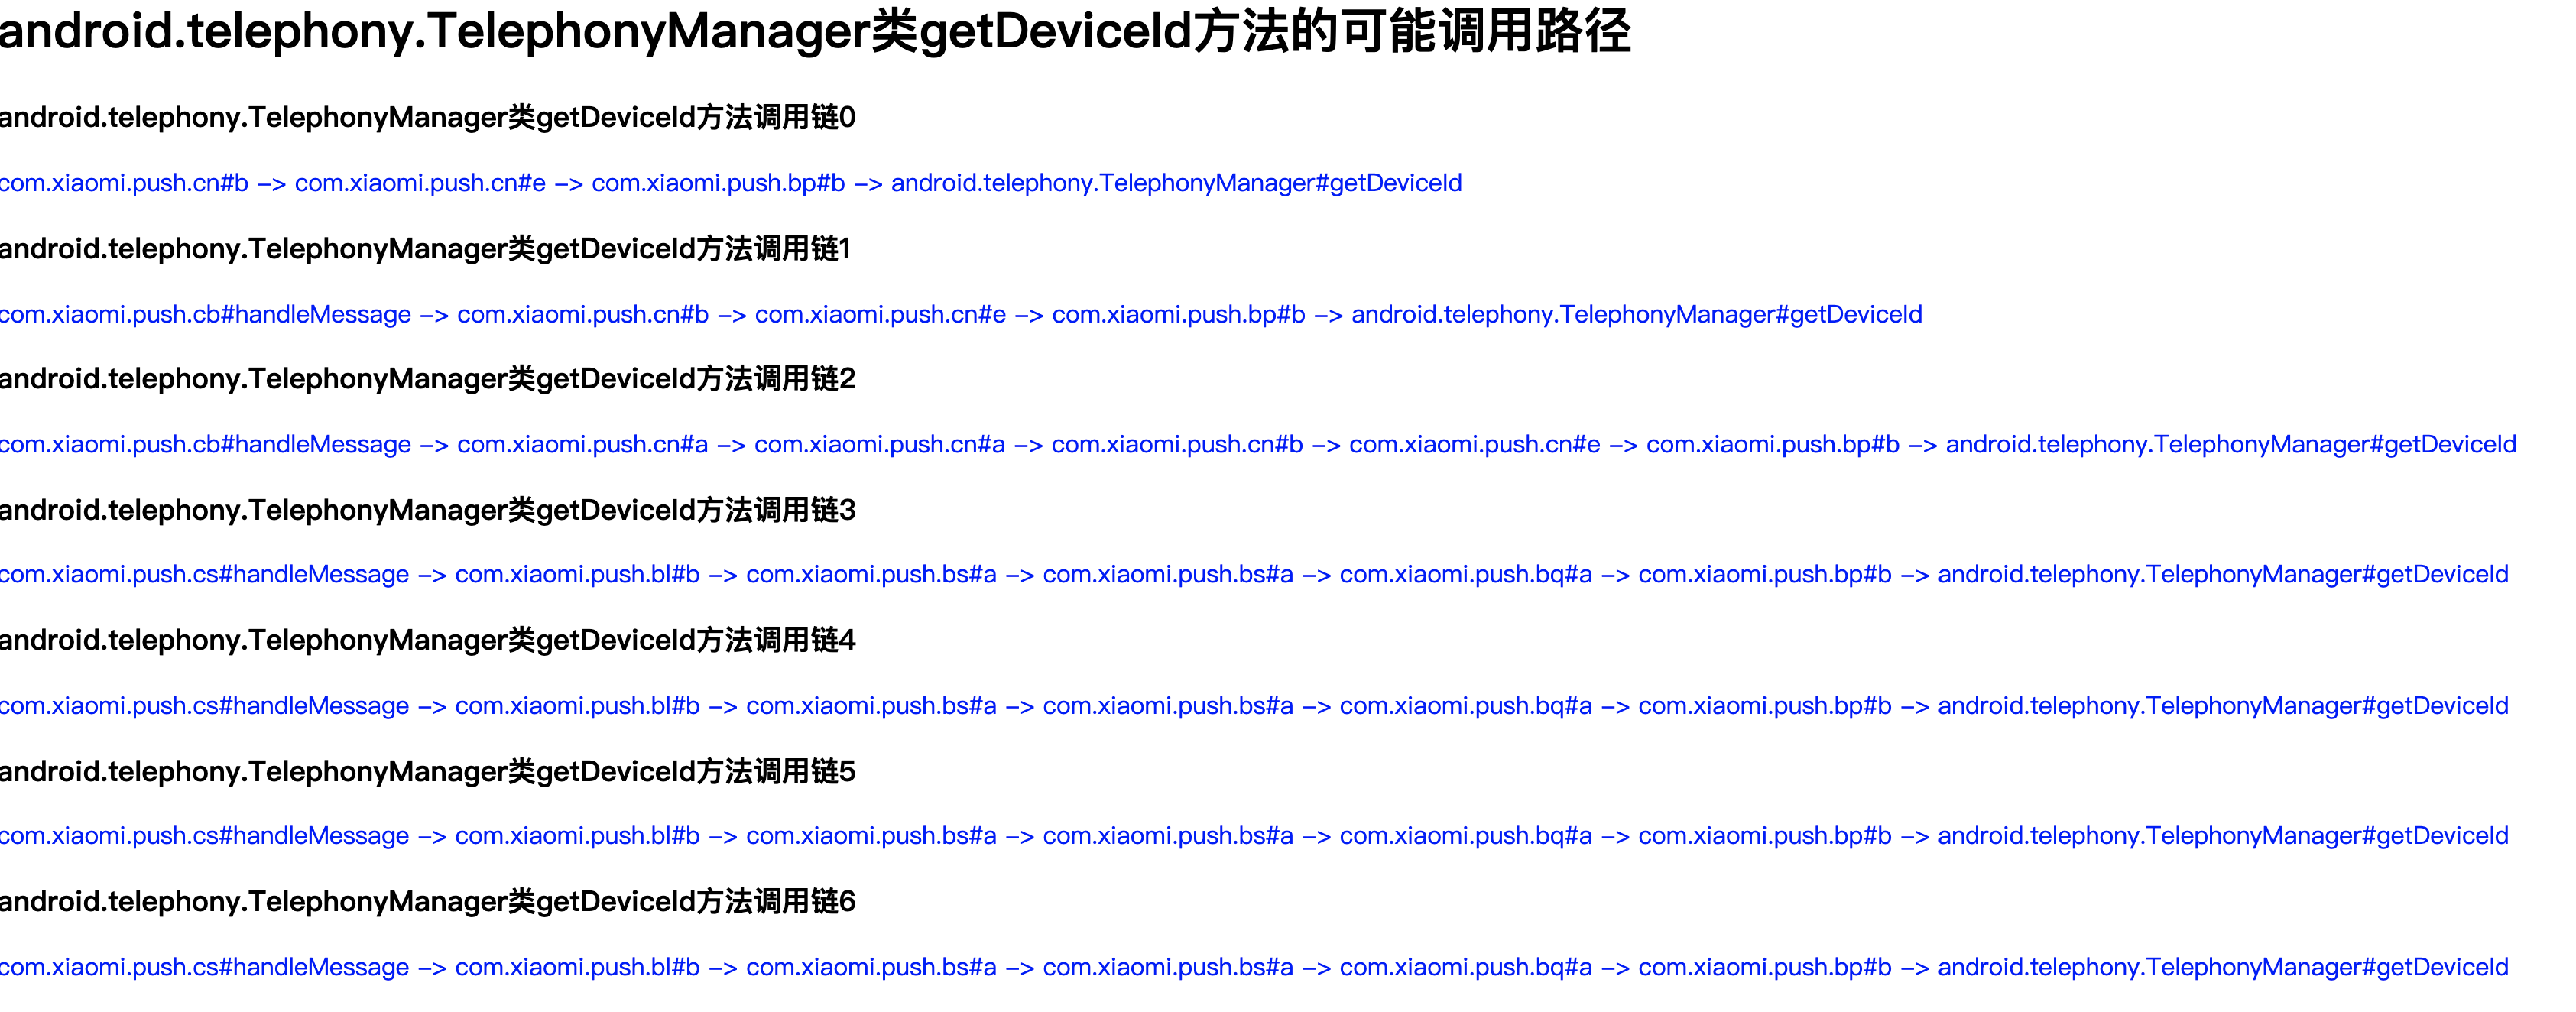 android.telephony.TelephonyManager类getDeviceId方法的可能调用路径
android.telephony.TelephonyManager类getDeviceId方法调用链0
com.xiaomi.push.cn#b –> com.xiaomi.push.cn#e –> com.xiaomi.push.bp#b –> android.telephony.TelephonyManager#getDeviceId
android.telephony.TelephonyManager类getDeviceId方法调用链1
com.xiaomi.push.cb#handleMessage –> com.xiaomi.push.cn#b –> com.xiaomi.push.cn#e –> com.xiaomi.push.bp#b –> android.telephony.TelephonyManager#getDeviceId
android.telephony.TelephonyManager类getDeviceId方法调用链2
com.xiaomi.push.cb#handleMessage –> com.xiaomi.push.cn#a –> com.xiaomi.push.cn#a –> com.xiaomi.push.cn#b –> com.xiaomi.push.cn#e –> com.xiaomi.push.bp#b –> android.telephony.TelephonyManager#getDeviceId
android.telephony.TelephonyManager类getDeviceId方法调用链3
com.xiaomi.push.cs#handleMessage –> com.xiaomi.push.bl#b –> com.xiaomi.push.bs#a –> com.xiaomi.push.bs#a –> com.xiaomi.push.bq#a –> com.xiaomi.push.bp#b –> android.telephony.TelephonyManager#getDeviceId
android.telephony.TelephonyManager类getDeviceId方法调用链4
com.xiaomi.push.cs#handleMessage –> com.xiaomi.push.bl#b –> com.xiaomi.push.bs#a –> com.xiaomi.push.bs#a –> com.xiaomi.push.bq#a –> com.xiaomi.push.bp#b –> android.telephony.TelephonyManager#getDeviceId
android.telephony.TelephonyManager类getDeviceId方法调用链5
com.xiaomi.push.cs#handleMessage –> com.xiaomi.push.bl#b –> com.xiaomi.push.bs#a –> com.xiaomi.push.bs#a –> com.xiaomi.push.bq#a –> com.xiaomi.push.bp#b –> android.telephony.TelephonyManager#getDeviceId
android.telephony.TelephonyManager类getDeviceId方法调用链6
com.xiaomi.push.cs#handleMessage –> com.xiaomi.push.bl#b –> com.xiaomi.push.bs#a –> com.xiaomi.push.bs#a –> com.xiaomi.push.bq#a –> com.xiaomi.push.bp#b –> android.telephony.TelephonyManager#getDeviceId